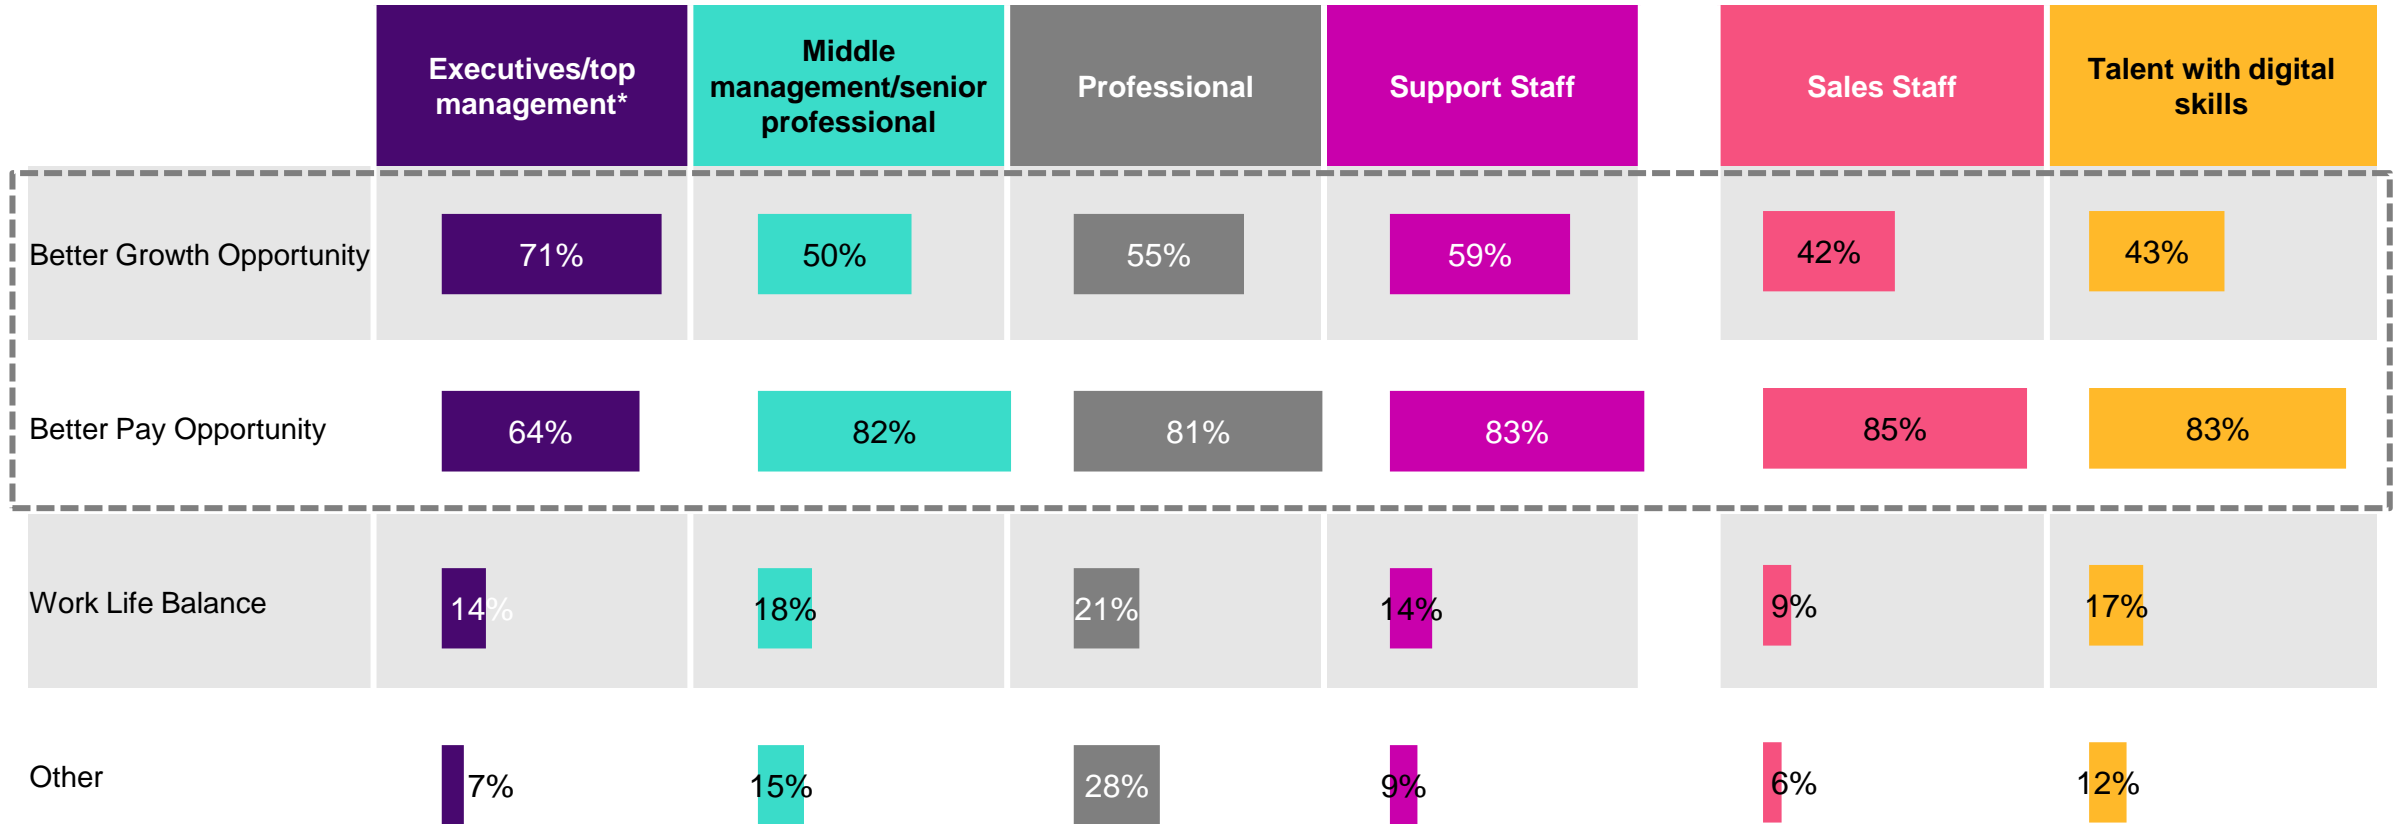 Executives/top
management*
Middle
management/senior
professional
Professional
Support Staff
Sales Staff
Talent with digital
skills
Better Growth Opportunity
71%
50%
55%
59%
42%
43%
Better Pay Opportunity
64%
82%
81%
83%
85%
83%
Work Life Balance
14%
18%
21%
14%
9%
17%
Other
7%
15%
28%
9%
6%
12%